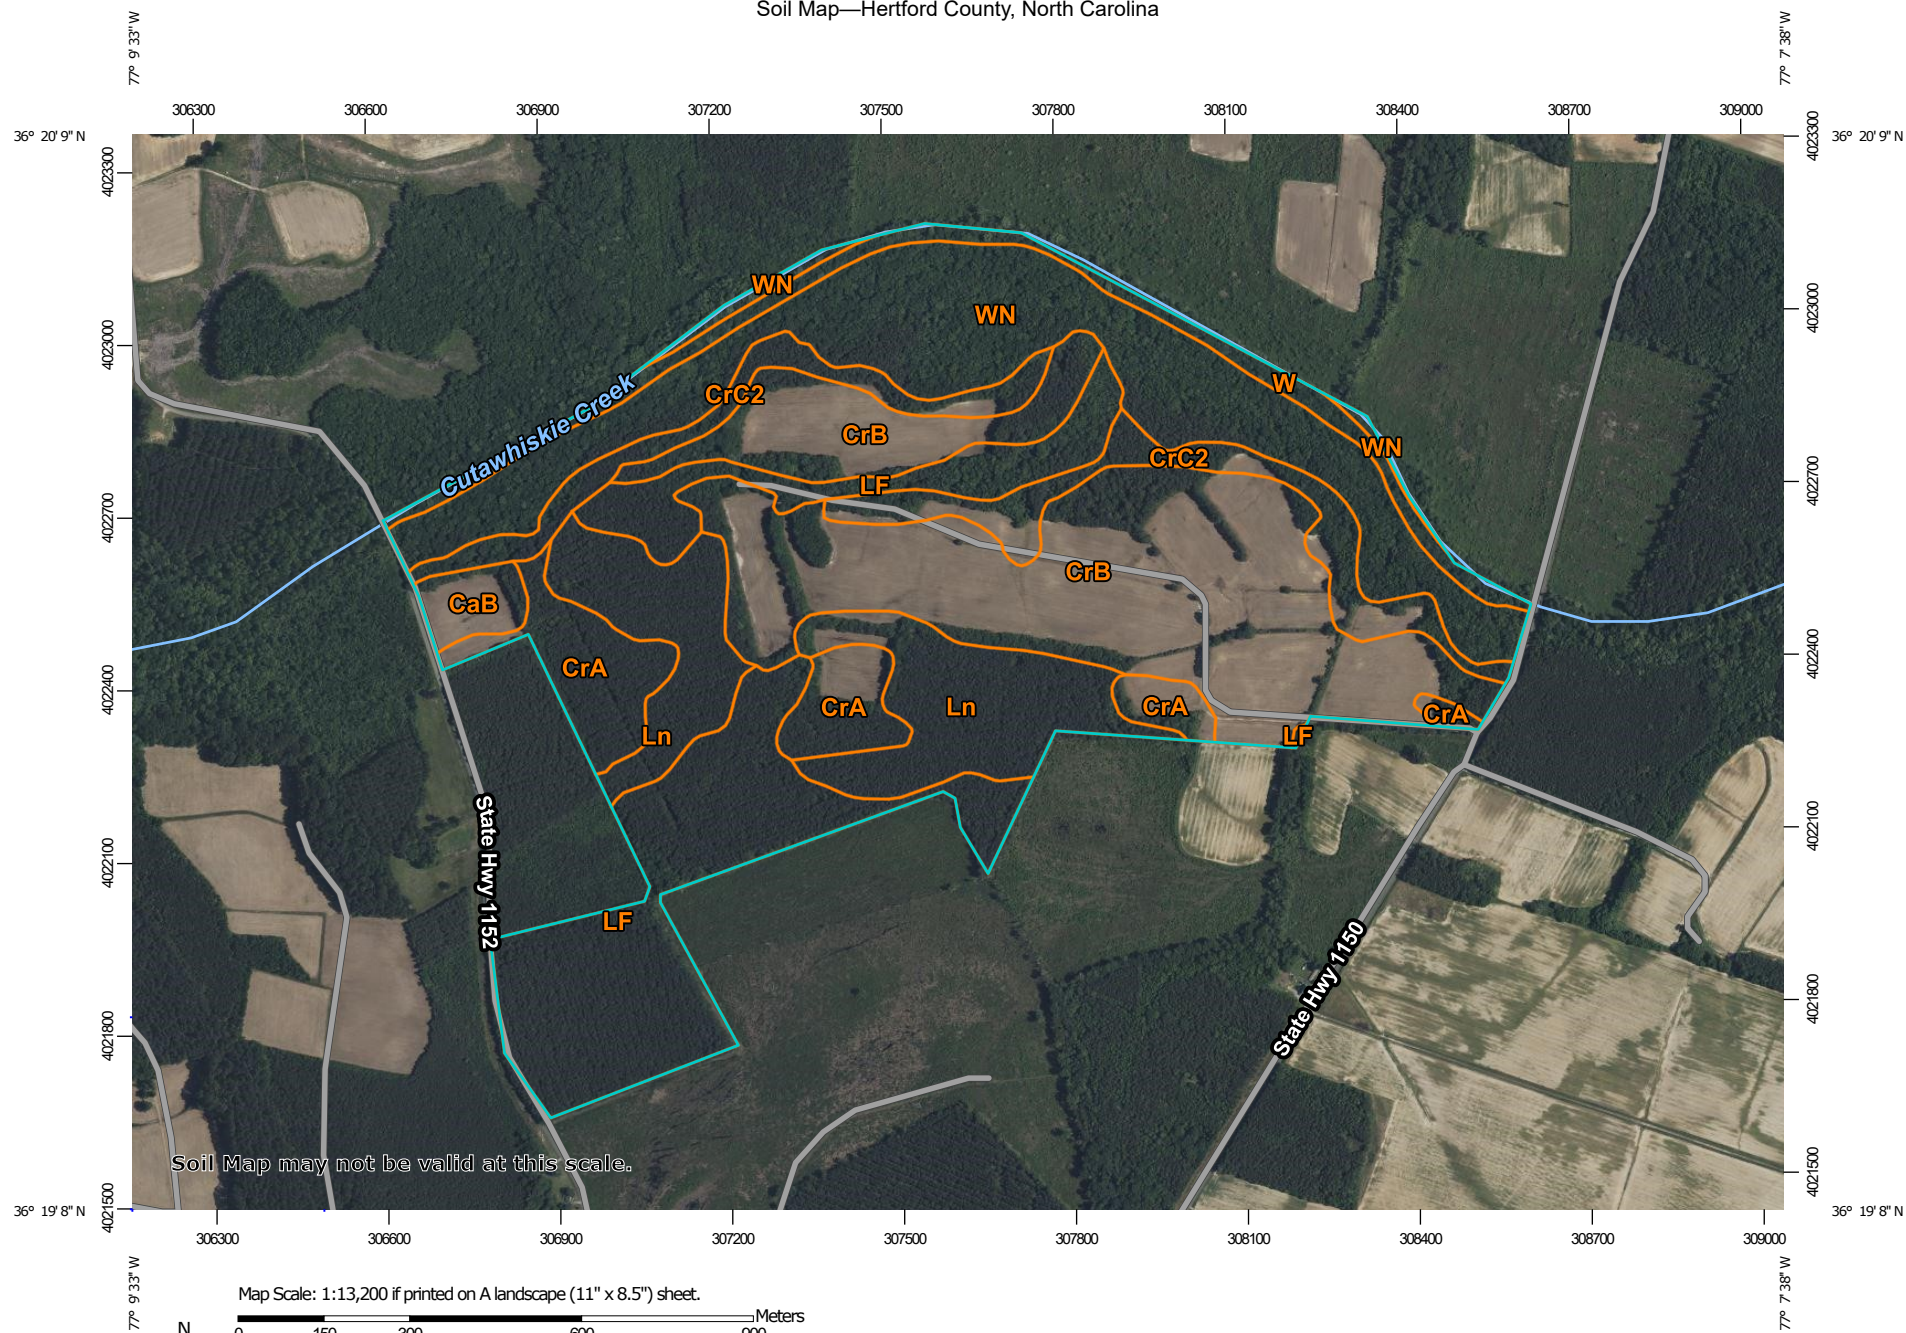 Soil Map—Hertford County, North Carolina
77° 9' 33" W
77° 7' 38" W
306300 306600 306900 307200 307500 307800 308100 308400 308700 309000
36° 20' 9" N
36° 20' 9" N
4023300
4023300
4023000
4023000
4022700
4022700
4022400
4022400
4022100
4022100
4021800
4021800
4021500
4021500
WN
WN
W
CrC2
Cutawhiskie Creek
CrB
WN
CrC2
LF
CrB
CaB
CrA
CrA
Ln
CrA
CrA
Ln
LF
State Hwy 1152
LF
State Hwy 1150
Soil Map may not be valid at this scale.
36° 19' 8" N
36° 19' 8" N
306300 306600 306900 307200 307500 307800 308100 308400 308700 309000
77° 9' 33" W
77° 7' 38" W
Map Scale: 1:13,200 if printed on A landscape (11" x 8.5") sheet.
Meters
N
0 150 300 600 900